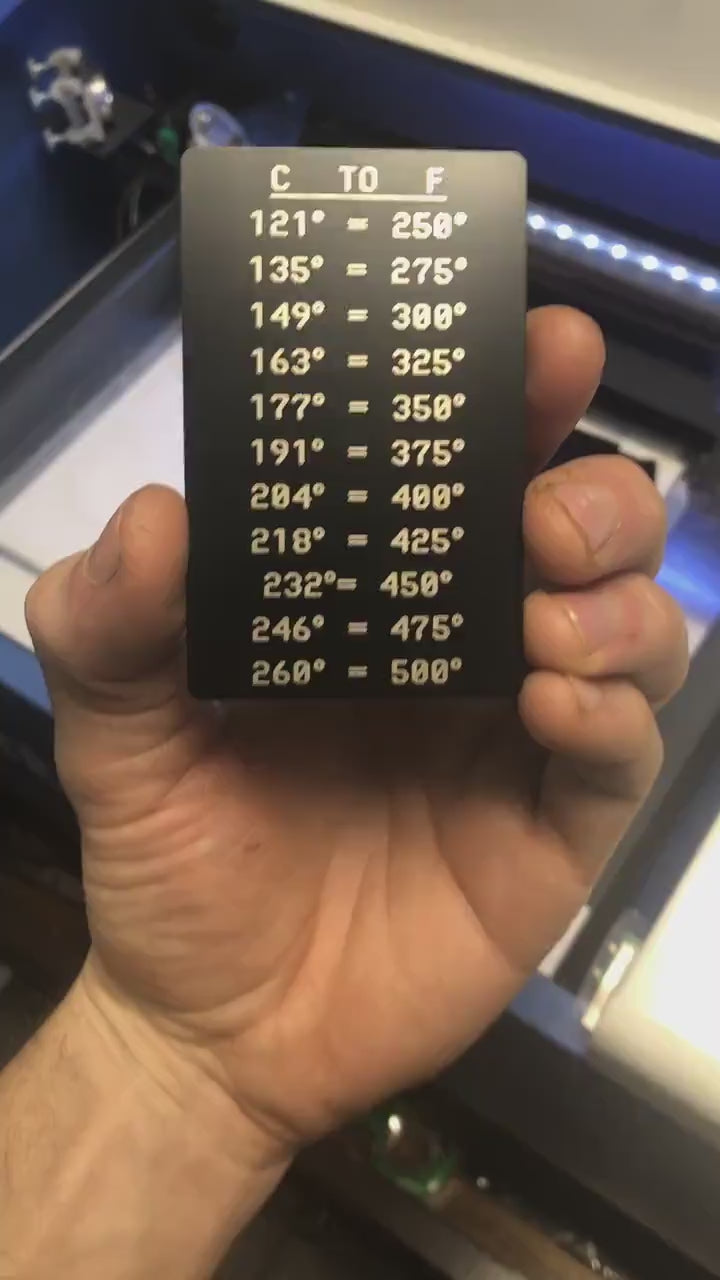 C TO F
121° = 250°
135° = 275°
149° = 300°
163° = 325°
177° = 350°
191° = 375°
204° = 400°
218° = 425°
232°= 450°
246° = 475°
260° = 500°